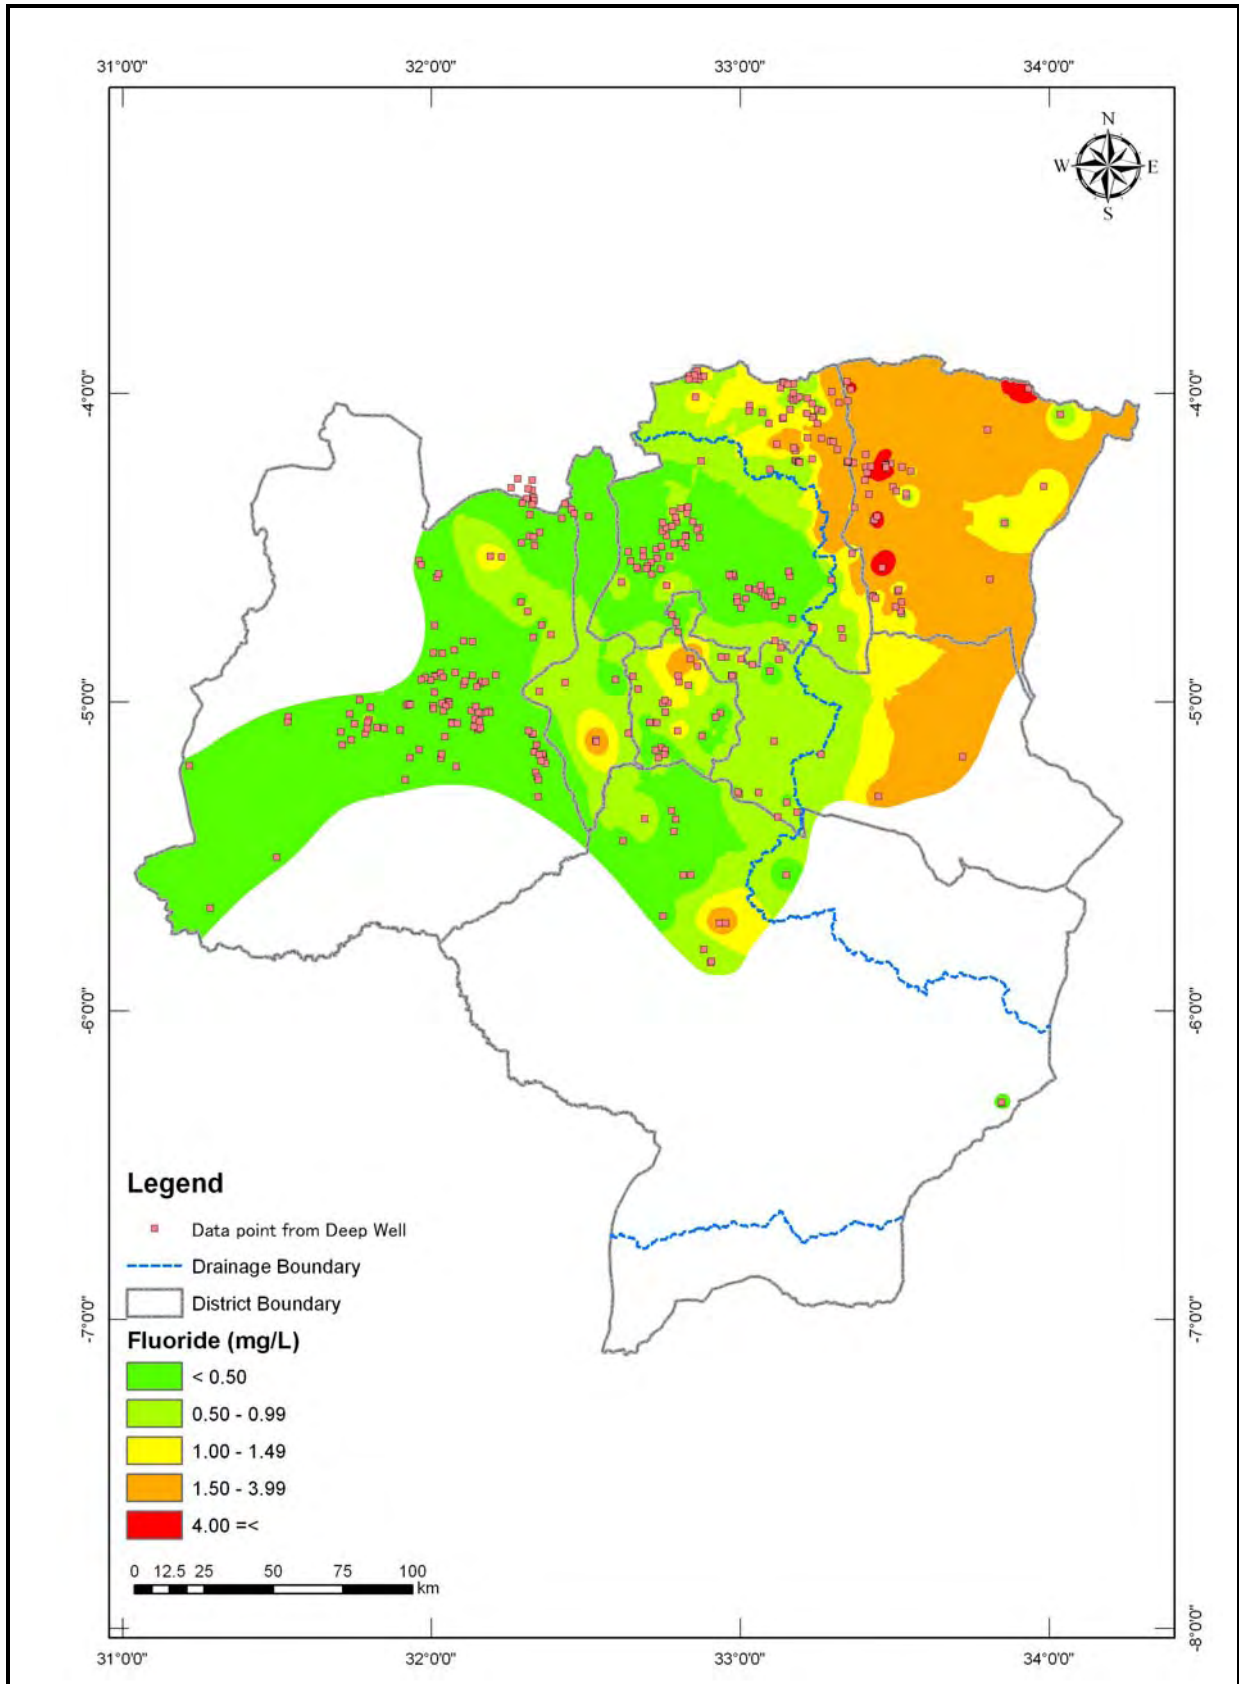 31°0'0" 32°0'0" 33°0'0" 34°0'0"
N
W E
S
-4°0'0" -4°0'0"
-5°0'0" -5°0'0"
-6°0'0" -6°0'0"
Legend
Data point from Deep Well
Drainage Boundary
District Boundary
-7°0'0" -7°0'0"
Fluoride (mg/L)
< 0.50
0.50 - 0.99
1.00 - 1.49
1.50 - 3.99
4.00 =<
0 12.5 25 50 75 100
km
-8°0'0"
31°0'0" 32°0'0" 33°0'0" 34°0'0"